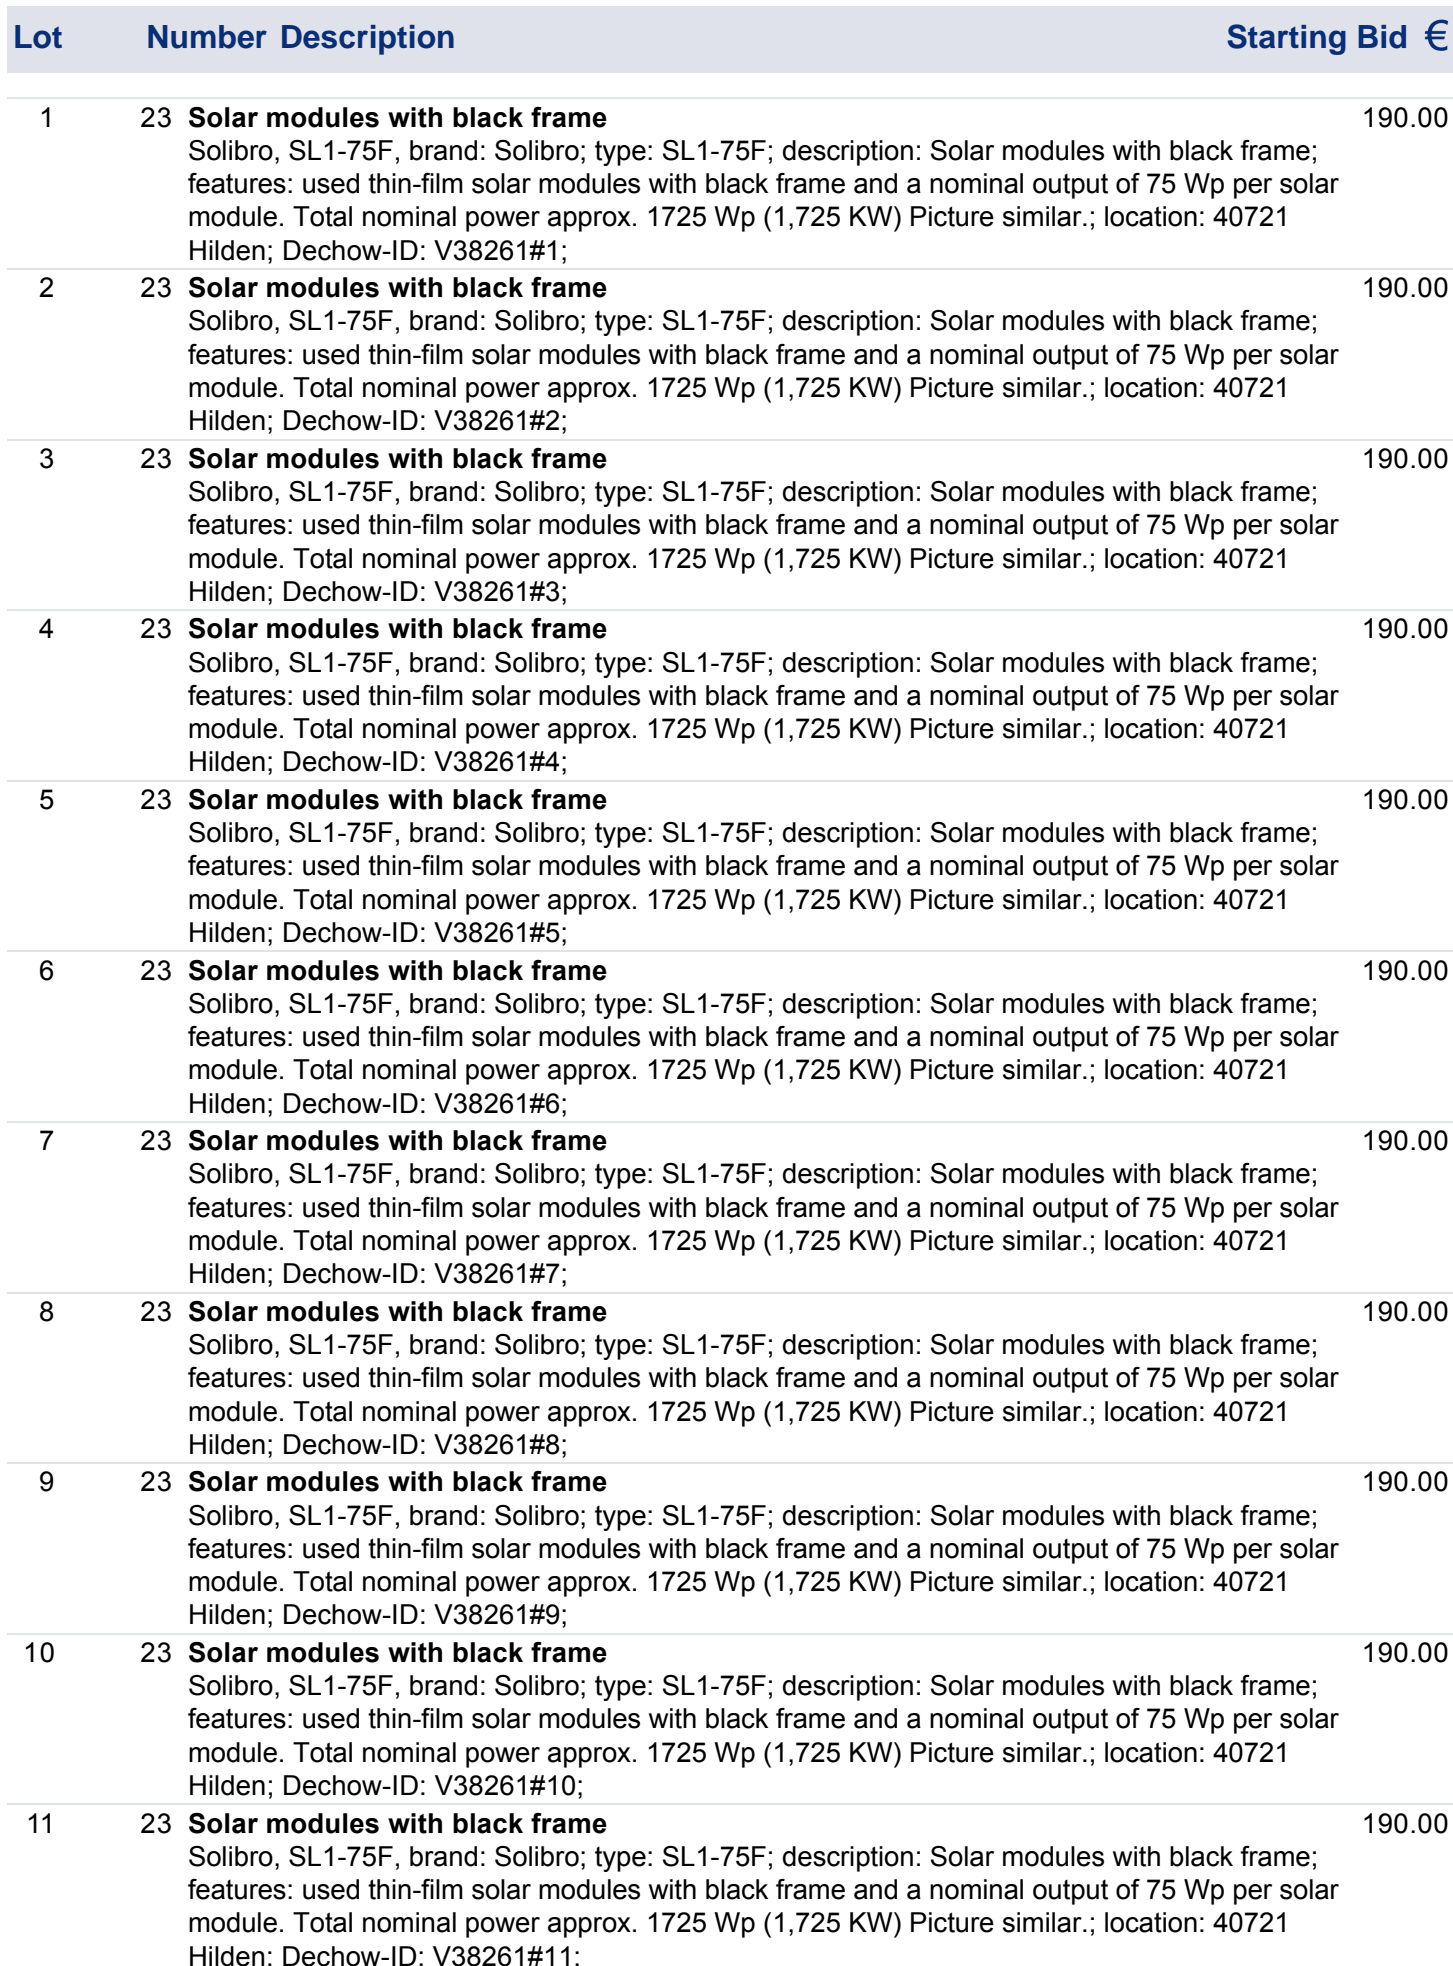 Lot Number Description Starting Bid €
1 23 Solar modules with black frame 190.00
Solibro, SL1-75F, brand: Solibro; type: SL1-75F; description: Solar modules with black frame;
features: used thin-film solar modules with black frame and a nominal output of 75 Wp per solar
module. Total nominal power approx. 1725 Wp (1,725 KW) Picture similar.; location: 40721
Hilden; Dechow-ID: V38261#1;
2 23 Solar modules with black frame 190.00
Solibro, SL1-75F, brand: Solibro; type: SL1-75F; description: Solar modules with black frame;
features: used thin-film solar modules with black frame and a nominal output of 75 Wp per solar
module. Total nominal power approx. 1725 Wp (1,725 KW) Picture similar.; location: 40721
Hilden; Dechow-ID: V38261#2;
3 23 Solar modules with black frame 190.00
Solibro, SL1-75F, brand: Solibro; type: SL1-75F; description: Solar modules with black frame;
features: used thin-film solar modules with black frame and a nominal output of 75 Wp per solar
module. Total nominal power approx. 1725 Wp (1,725 KW) Picture similar.; location: 40721
Hilden; Dechow-ID: V38261#3;
4 23 Solar modules with black frame 190.00
Solibro, SL1-75F, brand: Solibro; type: SL1-75F; description: Solar modules with black frame;
features: used thin-film solar modules with black frame and a nominal output of 75 Wp per solar
module. Total nominal power approx. 1725 Wp (1,725 KW) Picture similar.; location: 40721
Hilden; Dechow-ID: V38261#4;
5 23 Solar modules with black frame 190.00
Solibro, SL1-75F, brand: Solibro; type: SL1-75F; description: Solar modules with black frame;
features: used thin-film solar modules with black frame and a nominal output of 75 Wp per solar
module. Total nominal power approx. 1725 Wp (1,725 KW) Picture similar.; location: 40721
Hilden; Dechow-ID: V38261#5;
6 23 Solar modules with black frame 190.00
Solibro, SL1-75F, brand: Solibro; type: SL1-75F; description: Solar modules with black frame;
features: used thin-film solar modules with black frame and a nominal output of 75 Wp per solar
module. Total nominal power approx. 1725 Wp (1,725 KW) Picture similar.; location: 40721
Hilden; Dechow-ID: V38261#6;
7 23 Solar modules with black frame 190.00
Solibro, SL1-75F, brand: Solibro; type: SL1-75F; description: Solar modules with black frame;
features: used thin-film solar modules with black frame and a nominal output of 75 Wp per solar
module. Total nominal power approx. 1725 Wp (1,725 KW) Picture similar.; location: 40721
Hilden; Dechow-ID: V38261#7;
8 23 Solar modules with black frame 190.00
Solibro, SL1-75F, brand: Solibro; type: SL1-75F; description: Solar modules with black frame;
features: used thin-film solar modules with black frame and a nominal output of 75 Wp per solar
module. Total nominal power approx. 1725 Wp (1,725 KW) Picture similar.; location: 40721
Hilden; Dechow-ID: V38261#8;
9 23 Solar modules with black frame 190.00
Solibro, SL1-75F, brand: Solibro; type: SL1-75F; description: Solar modules with black frame;
features: used thin-film solar modules with black frame and a nominal output of 75 Wp per solar
module. Total nominal power approx. 1725 Wp (1,725 KW) Picture similar.; location: 40721
Hilden; Dechow-ID: V38261#9;
10 23 Solar modules with black frame 190.00
Solibro, SL1-75F, brand: Solibro; type: SL1-75F; description: Solar modules with black frame;
features: used thin-film solar modules with black frame and a nominal output of 75 Wp per solar
module. Total nominal power approx. 1725 Wp (1,725 KW) Picture similar.; location: 40721
Hilden; Dechow-ID: V38261#10;
11 23 Solar modules with black frame 190.00
Solibro, SL1-75F, brand: Solibro; type: SL1-75F; description: Solar modules with black frame;
features: used thin-film solar modules with black frame and a nominal output of 75 Wp per solar
module. Total nominal power approx. 1725 Wp (1,725 KW) Picture similar.; location: 40721
Hilden; Dechow-ID: V38261#11;